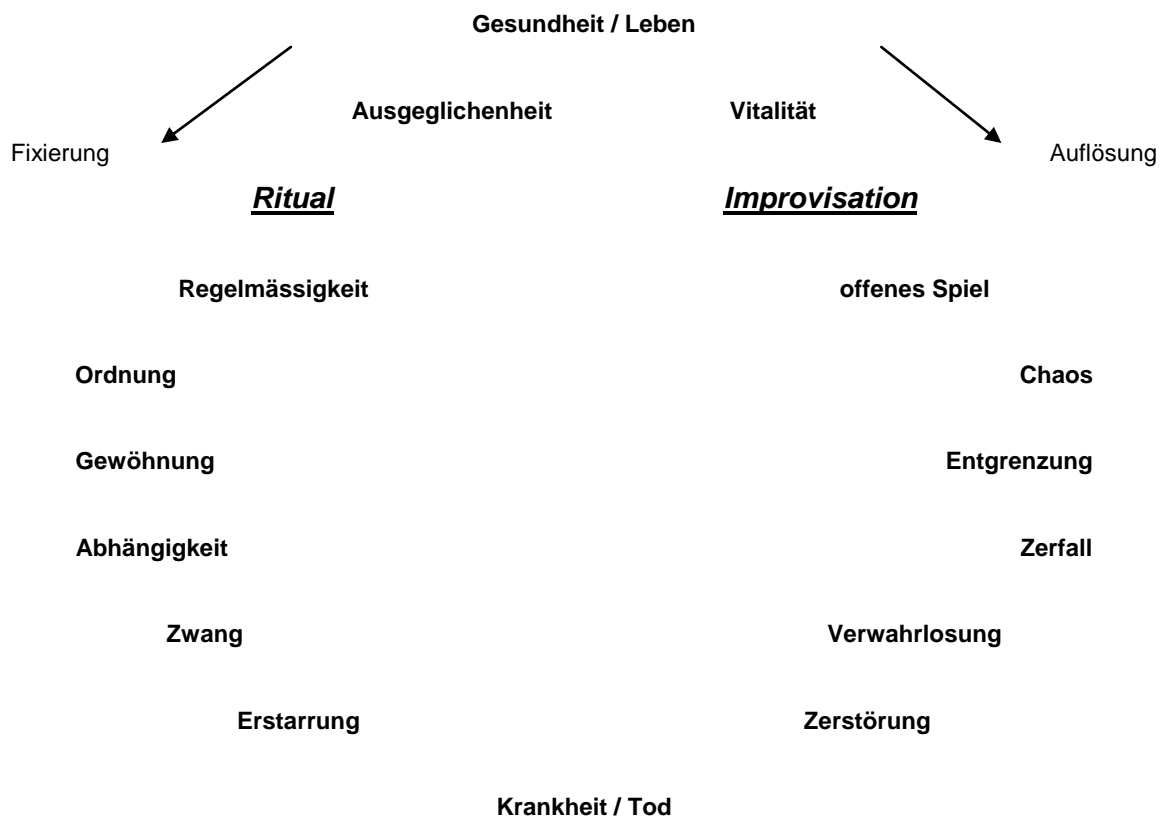 Gesundheit / Leben
Ausgeglichenheit Vitalität
Fixierung Auflösung
Ritual Improvisation
Regelmässigkeit offenes Spiel
Ordnung Chaos
Gewöhnung Entgrenzung
Abhängigkeit Zerfall
Zwang Verwahrlosung
Erstarrung Zerstörung
Krankheit / Tod